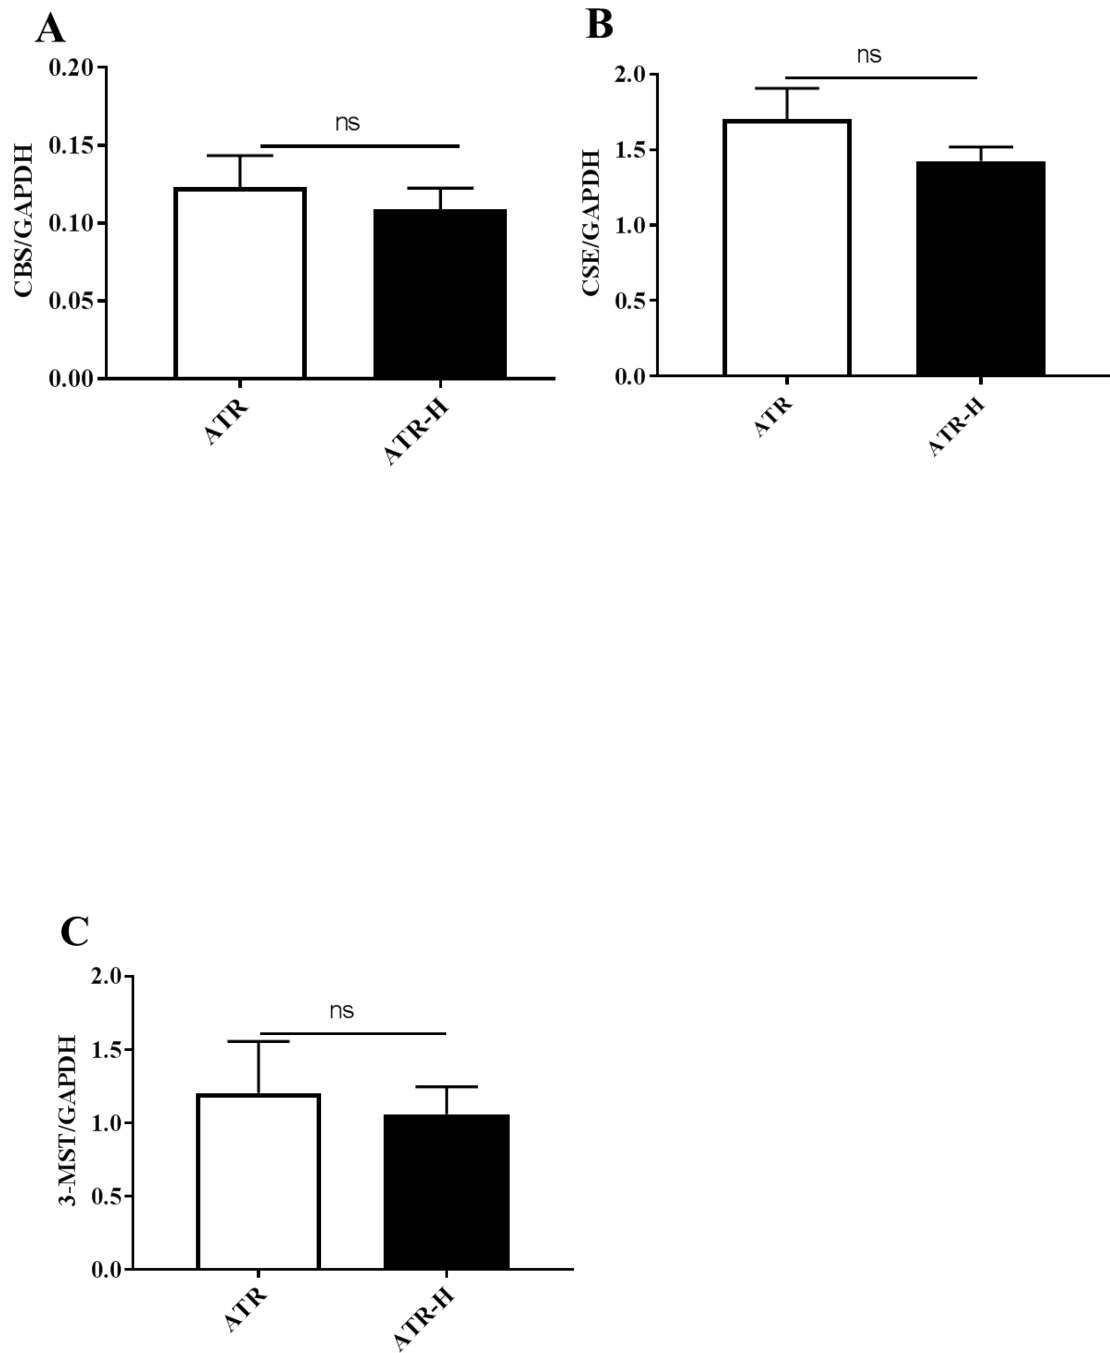 A
CBS/GAPDH
0.20
0.15
0.10
0.05
0.00
ns
ATR
ATR-H
B
CSE/GAPDH
2.0
1.5
1.0
0.5
0.0
ns
ATR
ATR-H
C
3-MST/GAPDH
2.0
1.5
1.0
0.5
0.0
ns
ATR
ATR-H